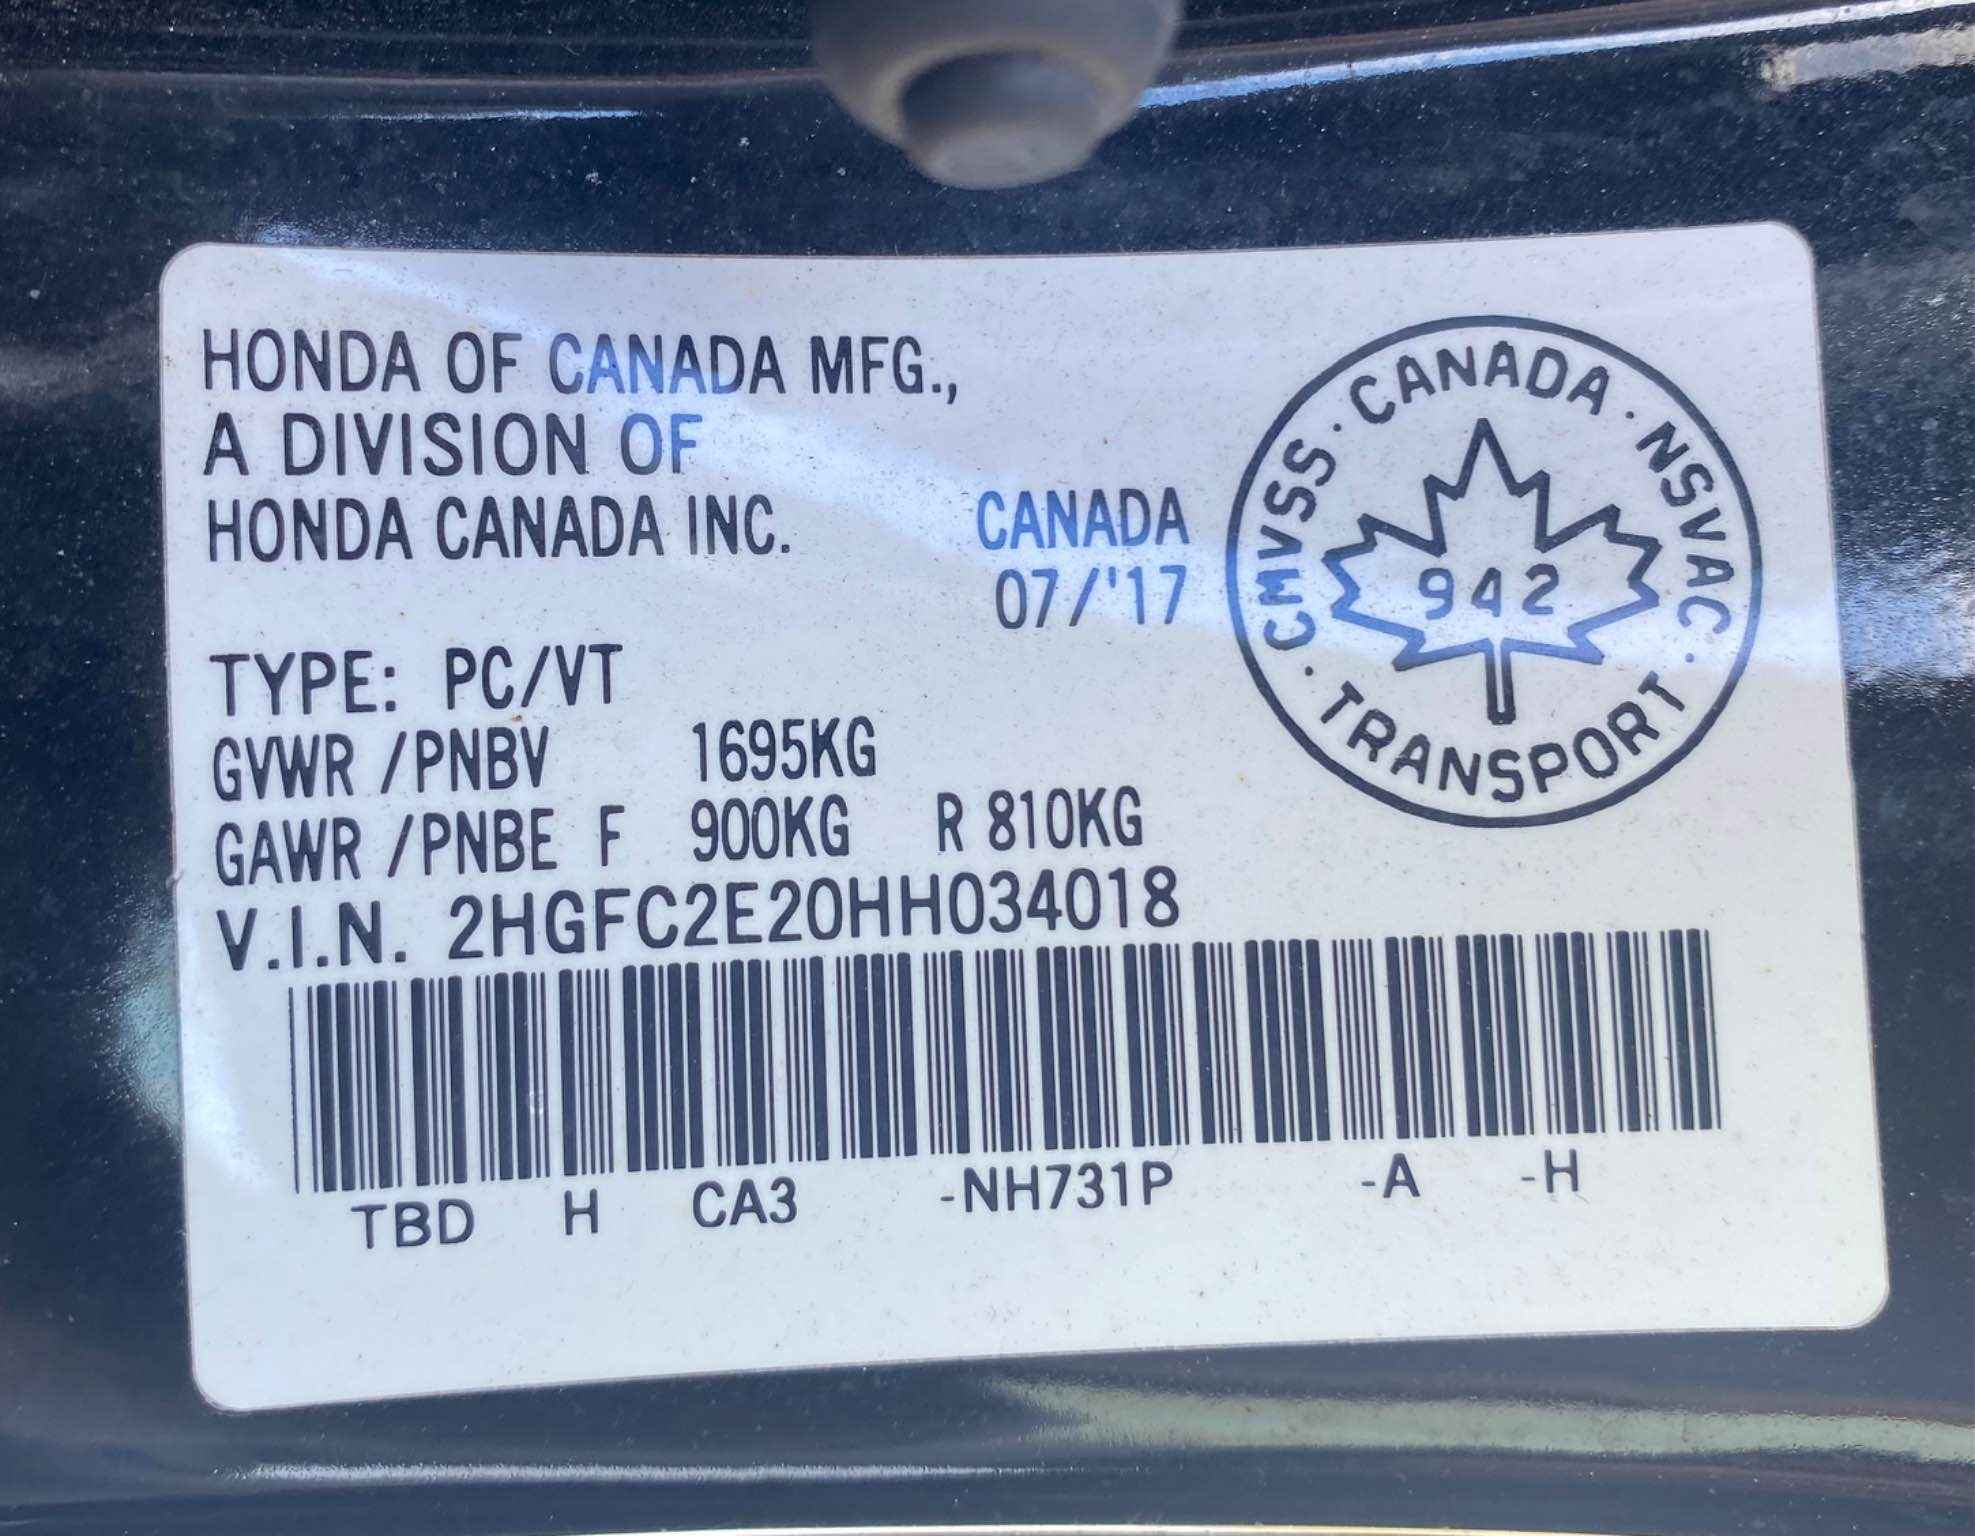 HONDA OF CANADA MFG.,
A DIVISION OF
HONDA CANADA INC.
CANADA
07/'17
CMVSS · CANADA · NSVAC · TRANSPORT ·
942
TYPE: PC/VT
GVWR /PNBV 1695KG
GAWR /PNBE F 900KG R 810KG
V.I.N. 2HGFC2E20HH034018
TBD H CA3 -NH731P -A -H